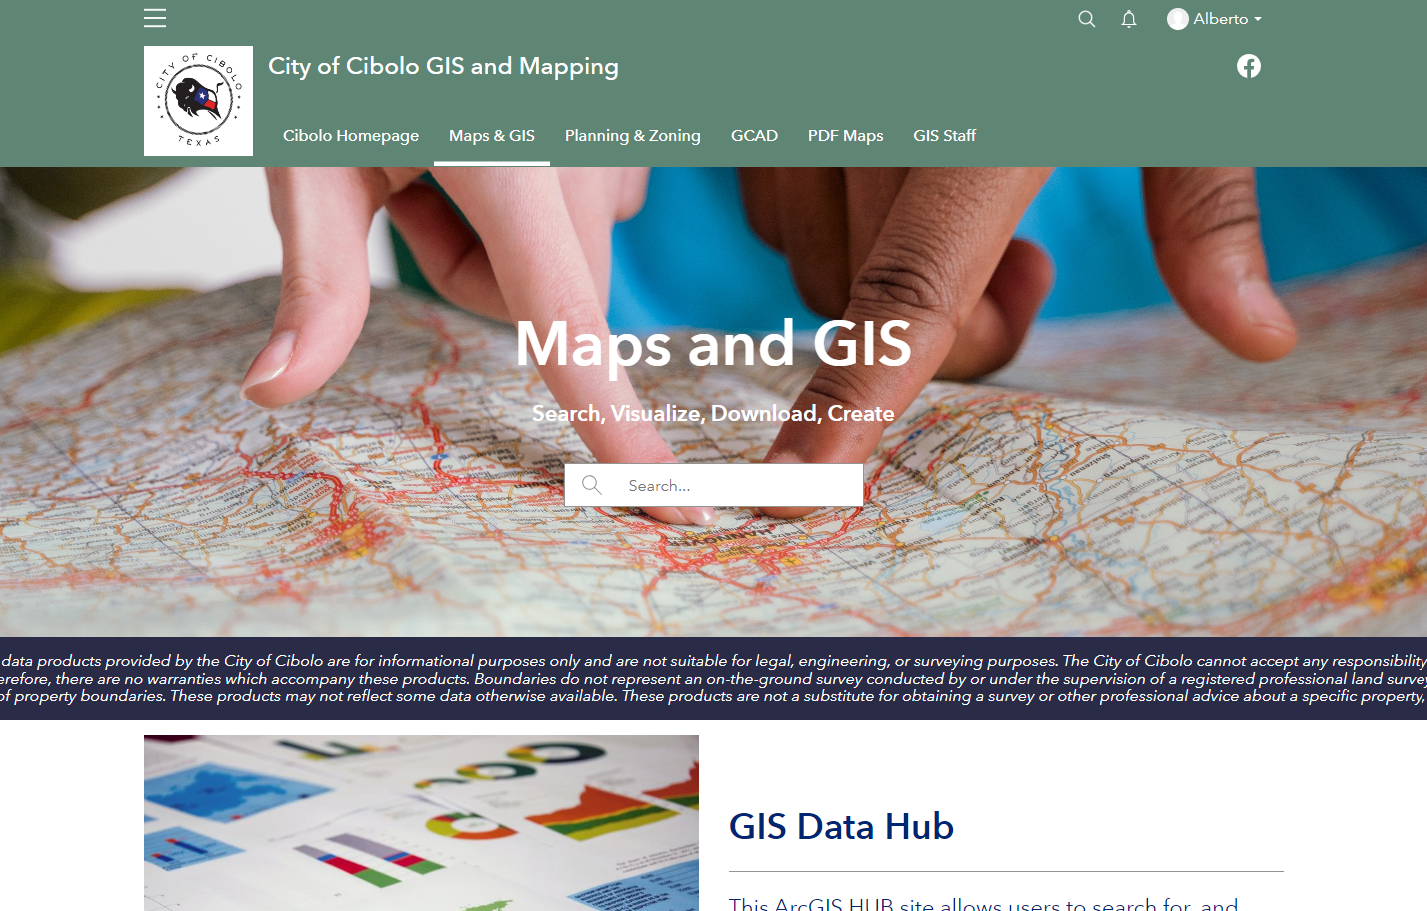 Alberto
CITY OF CIBOLO
TEXAS
City of Cibolo GIS and Mapping
Cibolo Homepage
Maps & GIS
Planning & Zoning
GCAD
PDF Maps
GIS Staff
Maps and GIS
Search, Visualize, Download, Create
Search...
data products provided by the City of Cibolo are for informational purposes only and are not suitable for legal, engineering, or surveying purposes. The City of Cibolo cannot accept any responsibility
erefore, there are no warranties which accompany these products. Boundaries do not represent an on-the-ground survey conducted by or under the supervision of a registered professional land survey
of property boundaries. These products may not reflect some data otherwise available. These products are not a substitute for obtaining a survey or other professional advice about a specific property,
GIS Data Hub
This ArcGIS HUB site allows users to search for, and